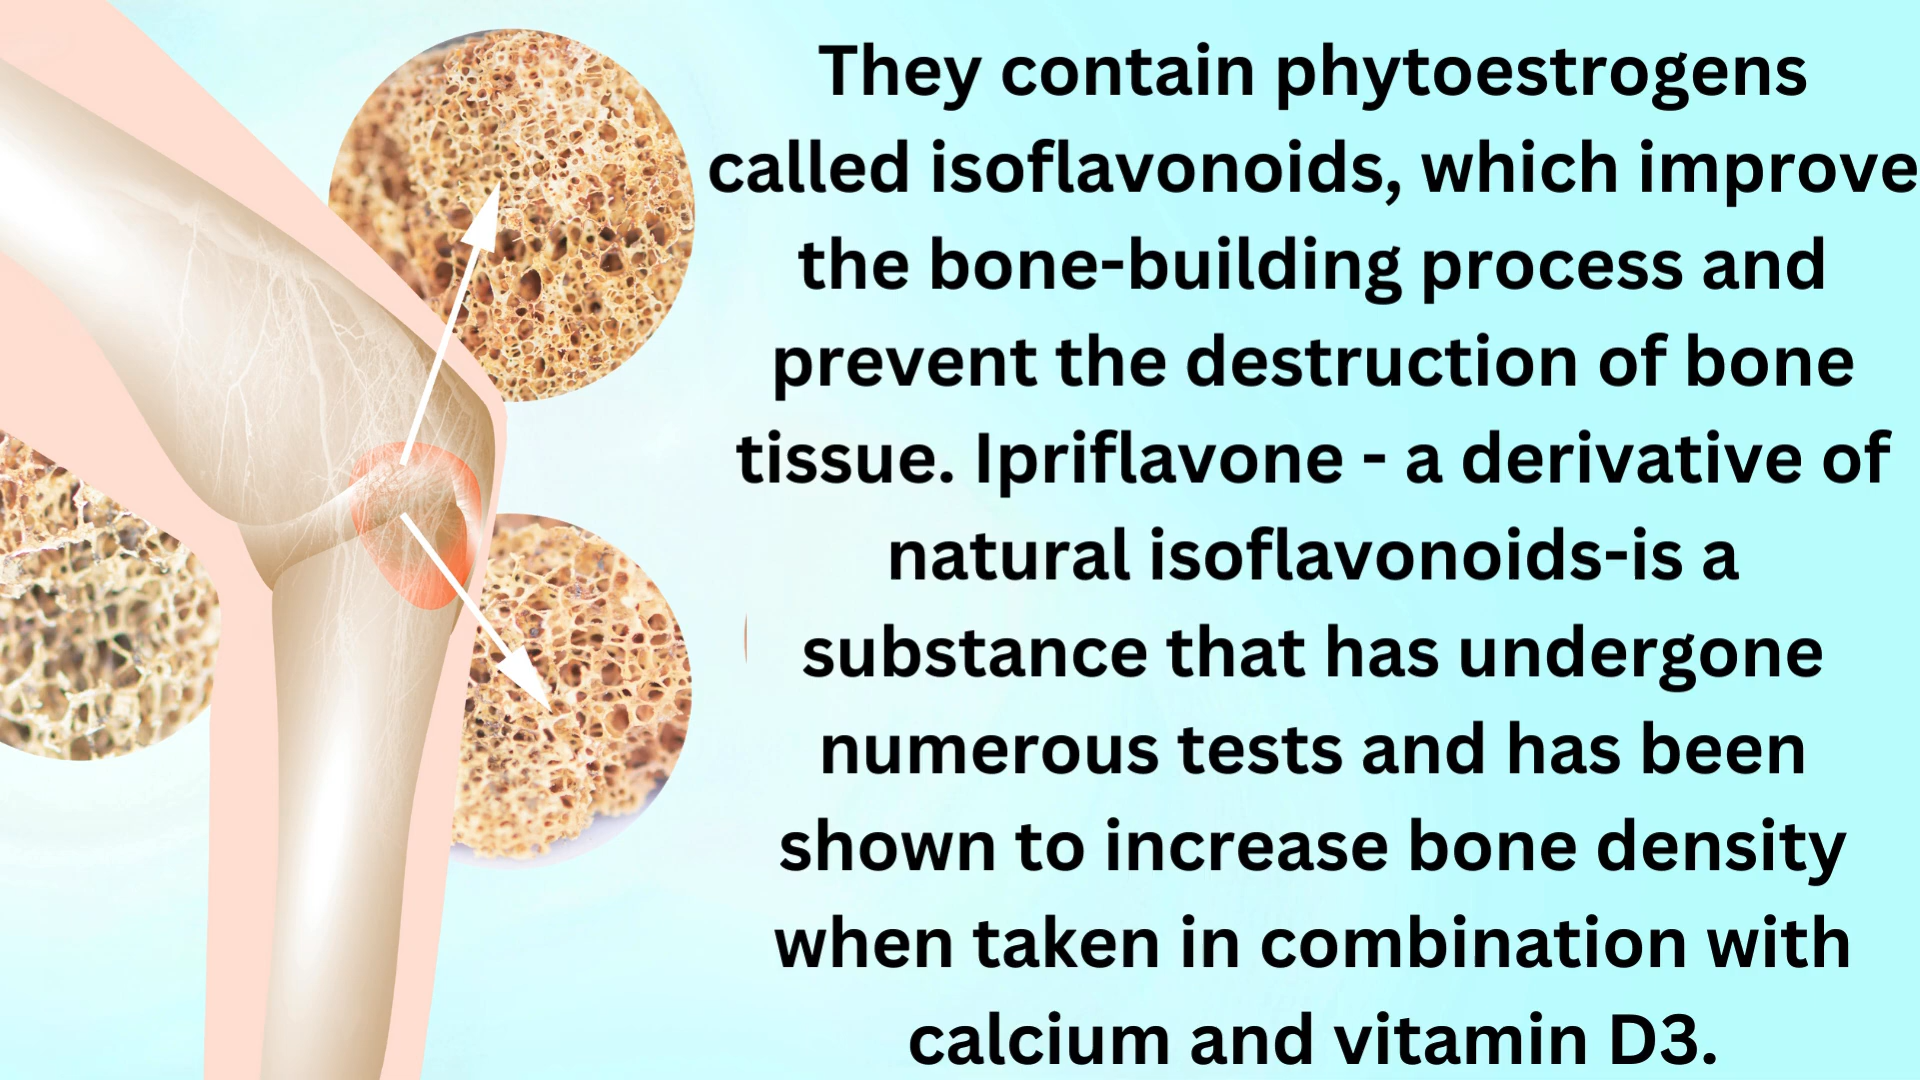 They contain phytoestrogens
called isoflavonoids, which improve
the bone-building process and
prevent the destruction of bone
tissue. Ipriflavone - a derivative of
natural isoflavonoids-is a
substance that has undergone
numerous tests and has been
shown to increase bone density
when taken in combination with
calcium and vitamin D3.